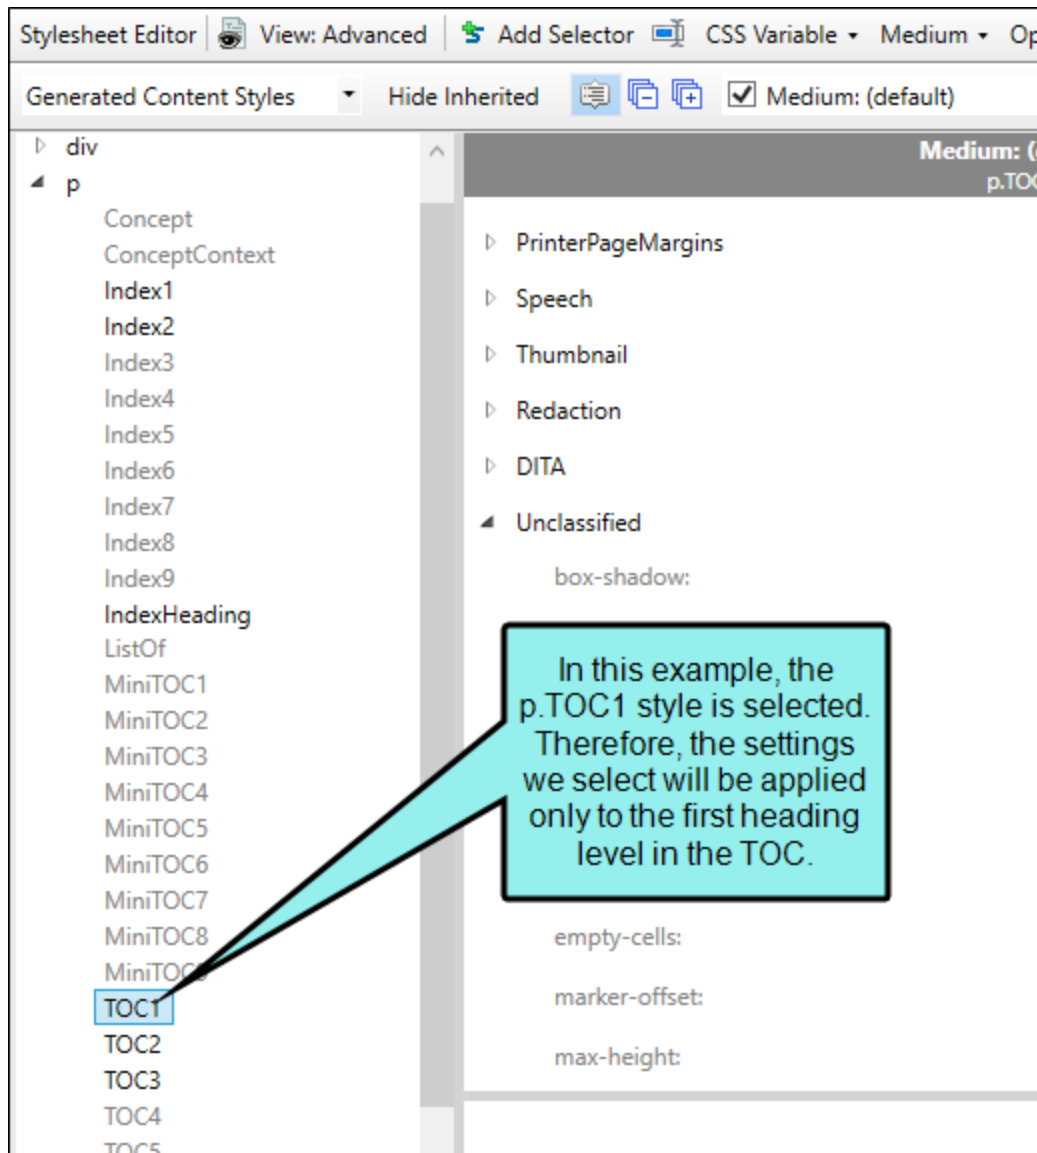 Stylesheet Editor View: Advanced Add Selector CSS Variable Medium
Generated Content Styles Hide Inherited Medium: (default)
div
p
Concept
ConceptContext
Index1
Index2
Index3
Index4
Index5
Index6
Index7
Index8
Index9
IndexHeading
ListOf
MiniTOC1
MiniTOC2
MiniTOC3
MiniTOC4
MiniTOC5
MiniTOC6
MiniTOC7
MiniTOC8
TOC1
TOC2
TOC3
TOC4
TOC5
Medium:
PrinterPageMargins
Speech
Thumbnail
Redaction
DITA
Unclassified
box-shadow:
In this example, the
p.TOC1 style is selected.
Therefore, the settings
we select will be applied
only to the first heading
level in the TOC.
empty-cells:
marker-offset:
max-height: